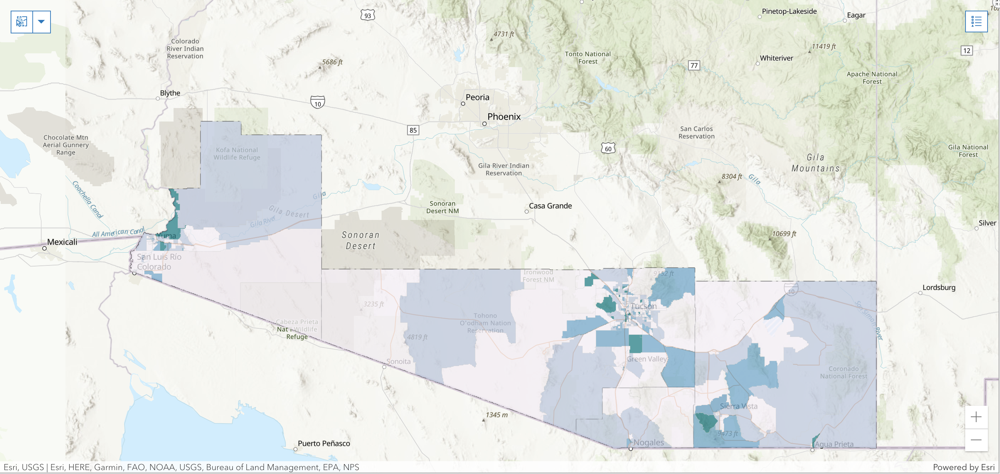 93
Pinetop-Lakeside
Eagar
4731 ft
Colorado
River Indian
Reservation
11419 ft
12
Tonto National
Forest
Whiteriver
5686 ft
77
Apache National
Forest
Blythe
Peoria
10
Phoenix
85
San Carlos
Reservation
Chocolate Mtn
Aerial Gunnery
Range
Kofa National
Wildlife Refuge
60
Gila National
Forest
Gila
Mountains
Gila River Indian
Reservation
8304 ft
Gila
Coachella Canal
Gila
Sonoran
Desert NM
Casa Grande
Gila Desert
Gila River
Silver
All American Canal
Yuma
Sonoran
Desert
10699 ft
Mexicali
San Luis Río
Colorado
Ironwood
Forest NM
9152 ft
10
Lordsburg
3235 ft
Tucson
San Simon River
Tohono
O'odham Nation
Reservation
Cabeza Prieta
Nat'l Wildlife
Refuge
4819 ft
Sonoita
Green Valley
Coronado
National Forest
Sierra Vista
1345 m
9473 ft
Puerto Peñasco
Nogales
Agua Prieta
Esri, USGS | Esri, HERE, Garmin, FAO, NOAA, USGS, Bureau of Land Management, EPA, NPS
Powered by Esri